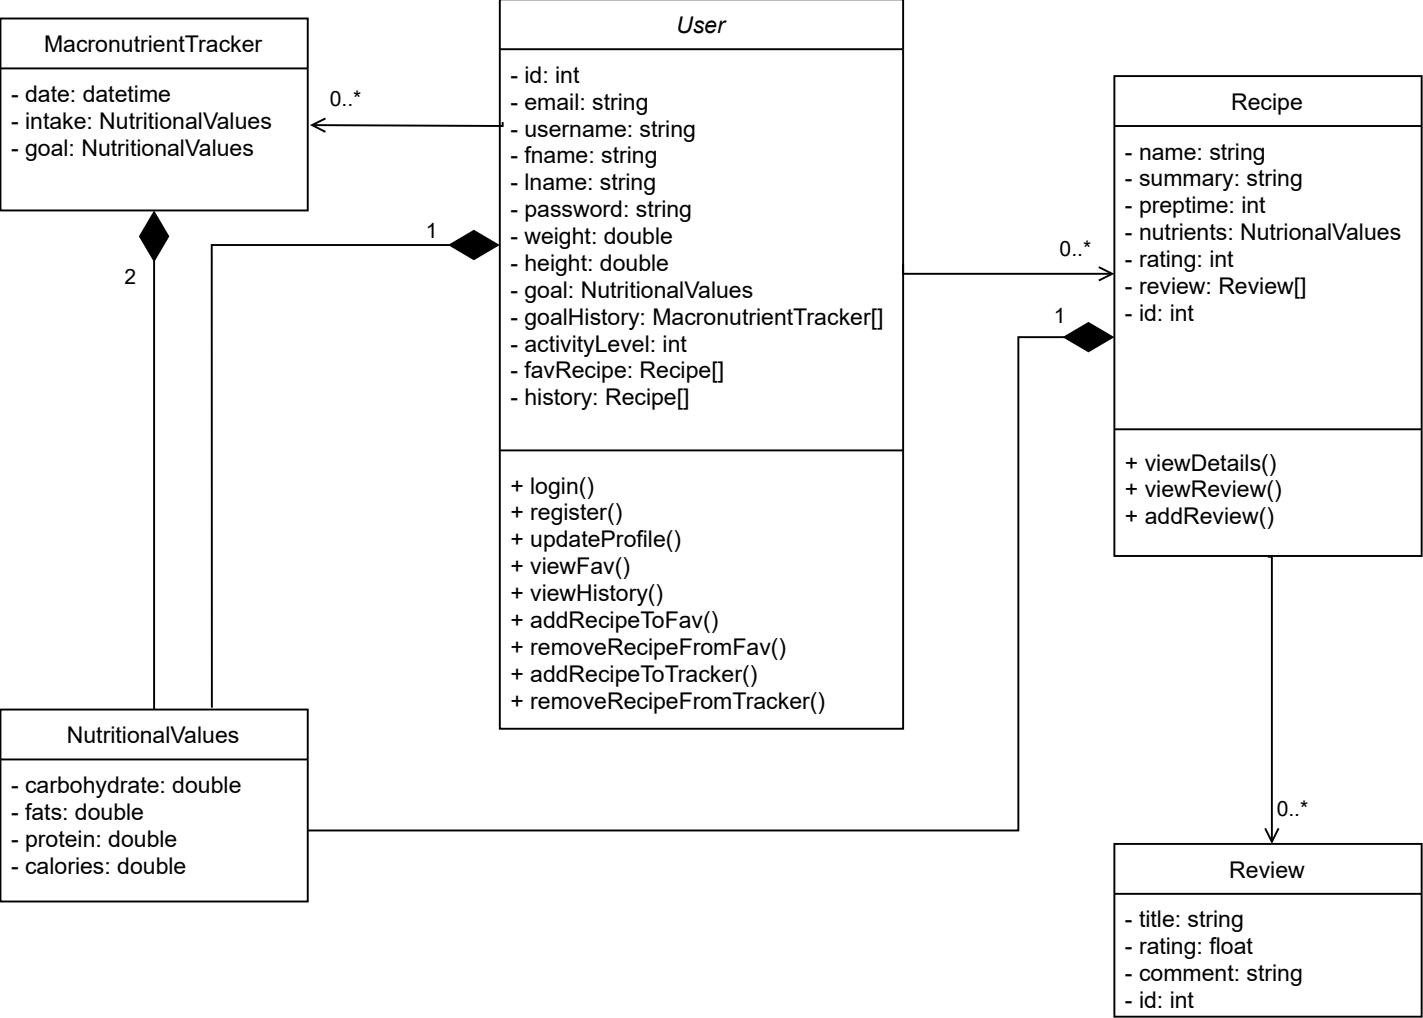 MacronutrientTracker
- date: datetime
- intake: NutritionalValues
- goal: NutritionalValues
0..*
2
User
- id: int
- email: string
- username: string
- fname: string
- lname: string
- password: string
- weight: double
- height: double
- goal: NutritionalValues
- goalHistory: MacronutrientTracker[]
- activityLevel: int
- favRecipe: Recipe[]
- history: Recipe[]
+ login()
+ register()
+ updateProfile()
+ viewFav()
+ viewHistory()
+ addRecipeToFav()
+ removeRecipeFromFav()
+ addRecipeToTracker()
+ removeRecipeFromTracker()
1
0..*
1
Recipe
- name: string
- summary: string
- preptime: int
- nutrients: NutrionalValues
- rating: int
- review: Review[]
- id: int
+ viewDetails()
+ viewReview()
+ addReview()
NutritionalValues
- carbohydrate: double
- fats: double
- protein: double
- calories: double
0..*
Review
- title: string
- rating: float
- comment: string
- id: int